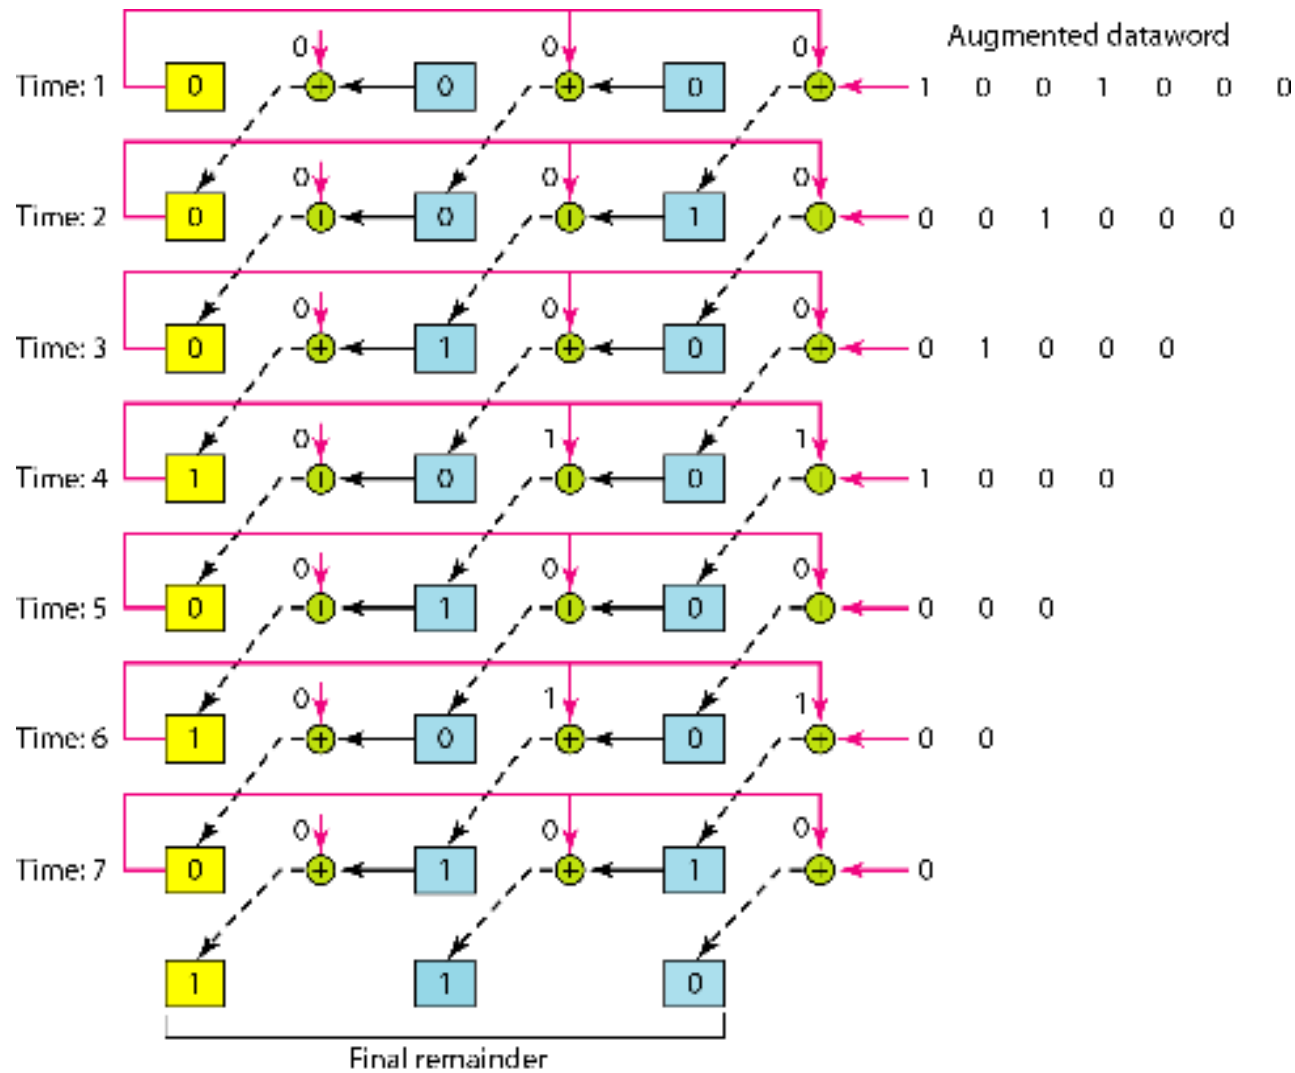 Augmented dataword
0 0 0
Time: 1 0 0 0 1 0 0 1 0 0 0
0 0 0
Time: 2 0 0 1 0 0 1 0 0 0
0 0 0
Time: 3 0 1 0 0 1 0 0 0
0 1 1
Time: 4 1 0 0 1 0 0 0
0 0 0
Time: 5 0 1 0 0 0 0
0 1 1
Time: 6 1 0 0 0 0
0 0 0
Time: 7 0 1 1 0
1 1 0
Final remainder